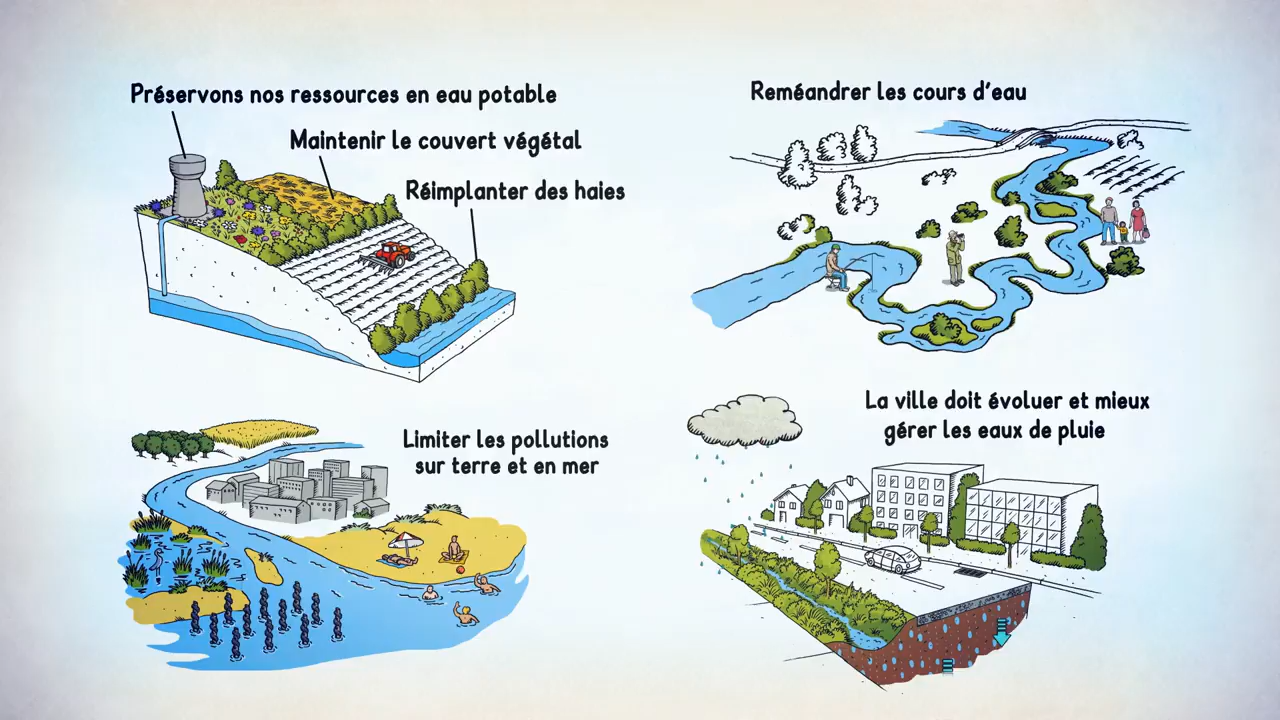 Préservons nos ressources en eau potable
Maintenir le couvert végétal
Réimplanter des haies
Reméandrer les cours d'eau
Limiter les pollutions
sur terre et en mer
La ville doit évoluer et mieux
gérer les eaux de pluie